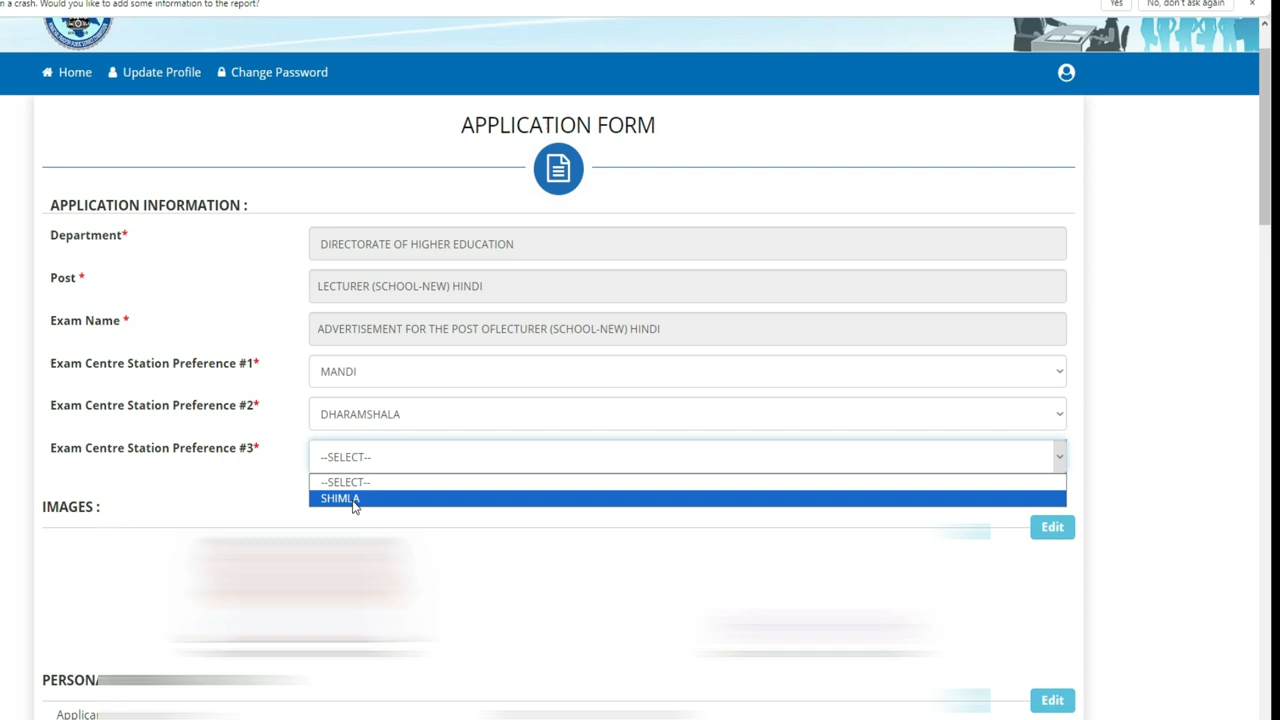 a crash. Would you like to add some information to the report?
Yes
No, don't ask again
Home
Update Profile
Change Password
APPLICATION FORM
APPLICATION INFORMATION :
Department*
DIRECTORATE OF HIGHER EDUCATION
Post *
LECTURER (SCHOOL-NEW) HINDI
Exam Name *
ADVERTISEMENT FOR THE POST OFLECTURER (SCHOOL-NEW) HINDI
Exam Centre Station Preference #1*
MANDI
Exam Centre Station Preference #2*
DHARAMSHALA
Exam Centre Station Preference #3*
--SELECT--
--SELECT--
SHIMLA
IMAGES :
Edit
PERSONA
Edit
Applica